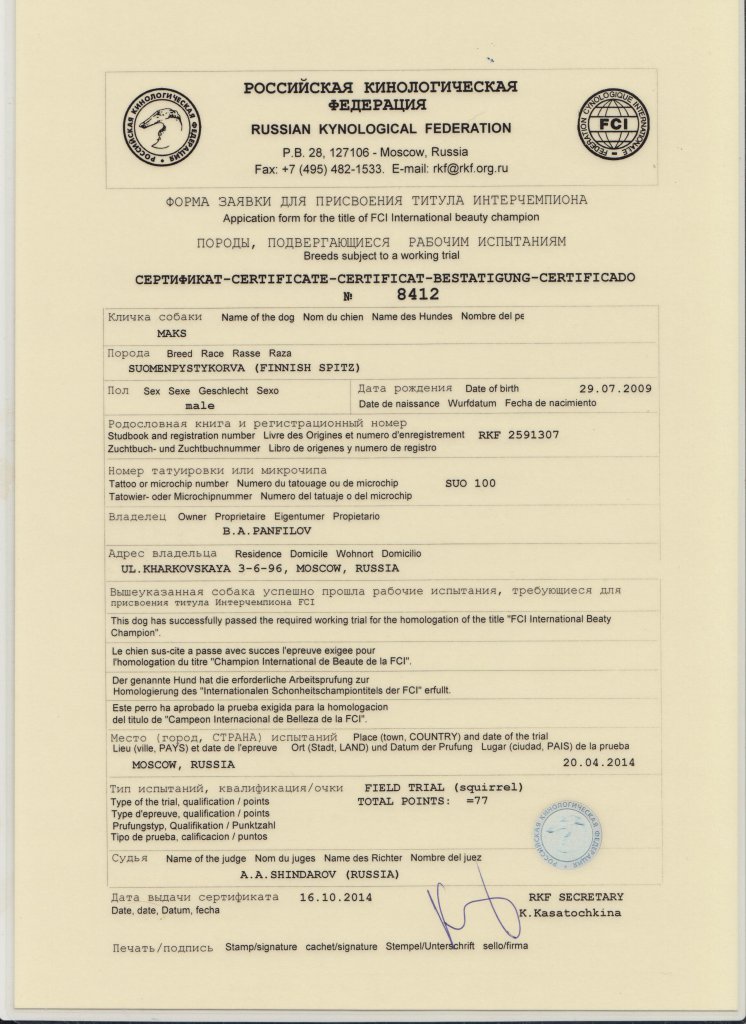 РОССИЙСКАЯ КИНОЛОГИЧЕСКАЯ
ФЕДЕРАЦИЯ
RUSSIAN KYNOLOGICAL FEDERATION
P.B. 28, 127106 - Moscow, Russia
Fax: +7 (495) 482-1533. E-mail: rkf@rkf.org.ru
РОССИЙСКАЯ КИНОЛОГИЧЕСКАЯ ФЕДЕРАЦИЯ
FEDERATION CYNOLOGIQUE INTERNATIONALE
FCI
ФОРМА ЗАЯВКИ ДЛЯ ПРИСВОЕНИЯ ТИТУЛА ИНТЕРЧЕМПИОНА
Appication form for the title of FCI International beauty champion
ПОРОДЫ, ПОДВЕРГАЮЩИЕСЯ РАБОЧИМ ИСПЫТАНИЯМ
Breeds subject to a working trial
СЕРТИФИКАТ-CERTIFICATE-CERTIFICAT-BESTATIGUNG-CERTIFICADO
№ 8412
Кличка собаки Name of the dog Nom du chien Name des Hundes Nombre del pe
MAKS
Порода Breed Race Rasse Raza
SUOMENPYSTYKORVA (FINNISH SPITZ)
Пол Sex Sexe Geschlecht Sexo
male
Дата рождения Date of birth 29.07.2009
Date de naissance Wurfdatum Fecha de nacimiento
Родословная книга и регистрационный номер
Studbook and registration number Livre des Origines et numero d'enregistrement RKF 2591307
Zuchtbuch- und Zuchtbuchnummer Libro de origenes y numero de registro
Номер татуировки или микрочипа
Tattoo or microchip number Numero du tatouage ou de microchip SUO 100
Tatowier- oder Microchipnummer Numero del tatuaje o del microchip
Владелец Owner Proprietaire Eigentumer Propietario
B.A.PANFILOV
Адрес владельца Residence Domicile Wohnort Domicilio
UL.KHARKOVSKAYA 3-6-96, MOSCOW, RUSSIA
Вышеуказанная собака успешно прошла рабочие испытания, требующиеся для
присвоения титула Интерчемпиона FCI
This dog has successfully passed the required working trial for the homologation of the title "FCI International Beaty
Champion".
Le chien sus-cite a passe avec succes l'epreuve exigee pour
l'homologation du titre "Champion International de Beaute de la FCI".
Der genannte Hund hat die erforderliche Arbeitsprufung zur
Homologierung des "Internationalen Schonheitschampiontitels der FCI" erfullt.
Este perro ha aprobado la prueba exigida para la homologacion
del titulo de "Campeon Internacional de Belleza de la FCI".
Место (город, СТРАНА) испытаний Place (town, COUNTRY) and date of the trial
Lieu (ville, PAYS) et date de l'epreuve Ort (Stadt, LAND) und Datum der Prufung Lugar (ciudad, PAIS) de la prueba
MOSCOW, RUSSIA 20.04.2014
Тип испытаний, квалификация/очки FIELD TRIAL (squirrel)
Type of the trial, qualification / points TOTAL POINTS: =77
Type d'epreuve, qualification / points
Prufungstyp, Qualifikation / Punktzahl
Tipo de prueba, calificacion / puntos
РОССИЙСКАЯ КИНОЛОГИЧЕСКАЯ ФЕДЕРАЦИЯ
Судья Name of the judge Nom du juges Name des Richter Nombre del juez
A.A.SHINDAROV (RUSSIA)
Дата выдачи сертификата 16.10.2014
Date, date, Datum, fecha
RKF SECRETARY
K.Kasatochkina
Печать/подпись Stamp/signature cachet/signature Stempel/Unterschrift sello/firma